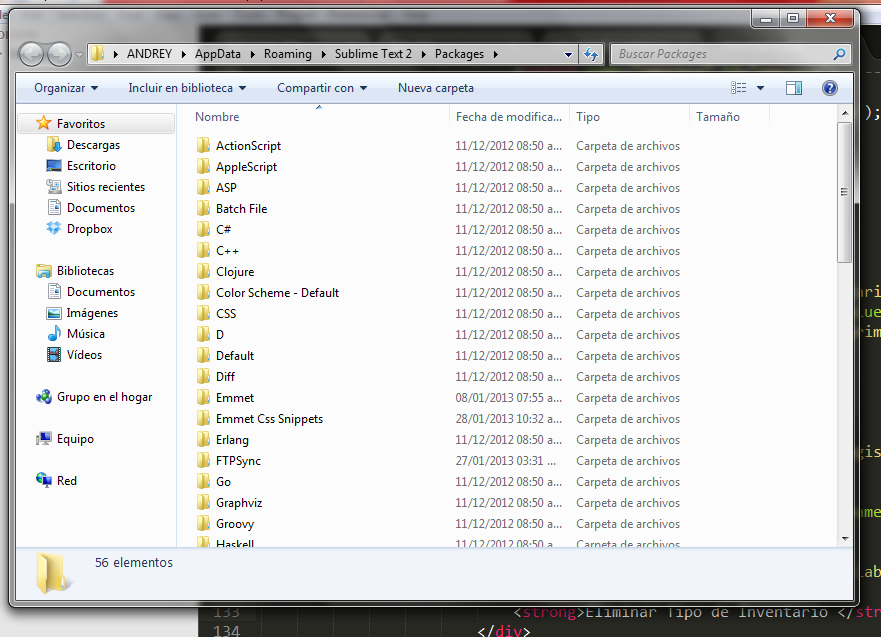 ANDREY AppData Roaming Sublime Text 2 Packages
Buscar Packages
Organizar Incluir en biblioteca Compartir con Nueva carpeta
Nombre Fecha de modifica... Tipo Tamaño
Favoritos
Descargas
Escritorio
Sitios recientes
Documentos
Dropbox
Bibliotecas
Documentos
Imágenes
Música
Vídeos
Grupo en el hogar
Equipo
Red
ActionScript 11/12/2012 08:50 a... Carpeta de archivos
AppleScript 11/12/2012 08:50 a... Carpeta de archivos
ASP 11/12/2012 08:50 a... Carpeta de archivos
Batch File 11/12/2012 08:50 a... Carpeta de archivos
C# 11/12/2012 08:50 a... Carpeta de archivos
C++ 11/12/2012 08:50 a... Carpeta de archivos
Clojure 11/12/2012 08:50 a... Carpeta de archivos
Color Scheme - Default 11/12/2012 08:50 a... Carpeta de archivos
CSS 11/12/2012 08:50 a... Carpeta de archivos
D 11/12/2012 08:50 a... Carpeta de archivos
Default 11/12/2012 08:50 a... Carpeta de archivos
Diff 11/12/2012 08:50 a... Carpeta de archivos
Emmet 08/01/2013 07:55 a... Carpeta de archivos
Emmet Css Snippets 28/01/2013 10:32 a... Carpeta de archivos
Erlang 11/12/2012 08:50 a... Carpeta de archivos
FTPSync 27/01/2013 03:31 ... Carpeta de archivos
Go 11/12/2012 08:50 a... Carpeta de archivos
Graphviz 11/12/2012 08:50 a... Carpeta de archivos
Groovy 11/12/2012 08:50 a... Carpeta de archivos
Haskell 11/12/2012 08:50 a... Carpeta de archivos
56 elementos
);
133 <strong>Eliminar Tipo de Inventario </str
134 </div>